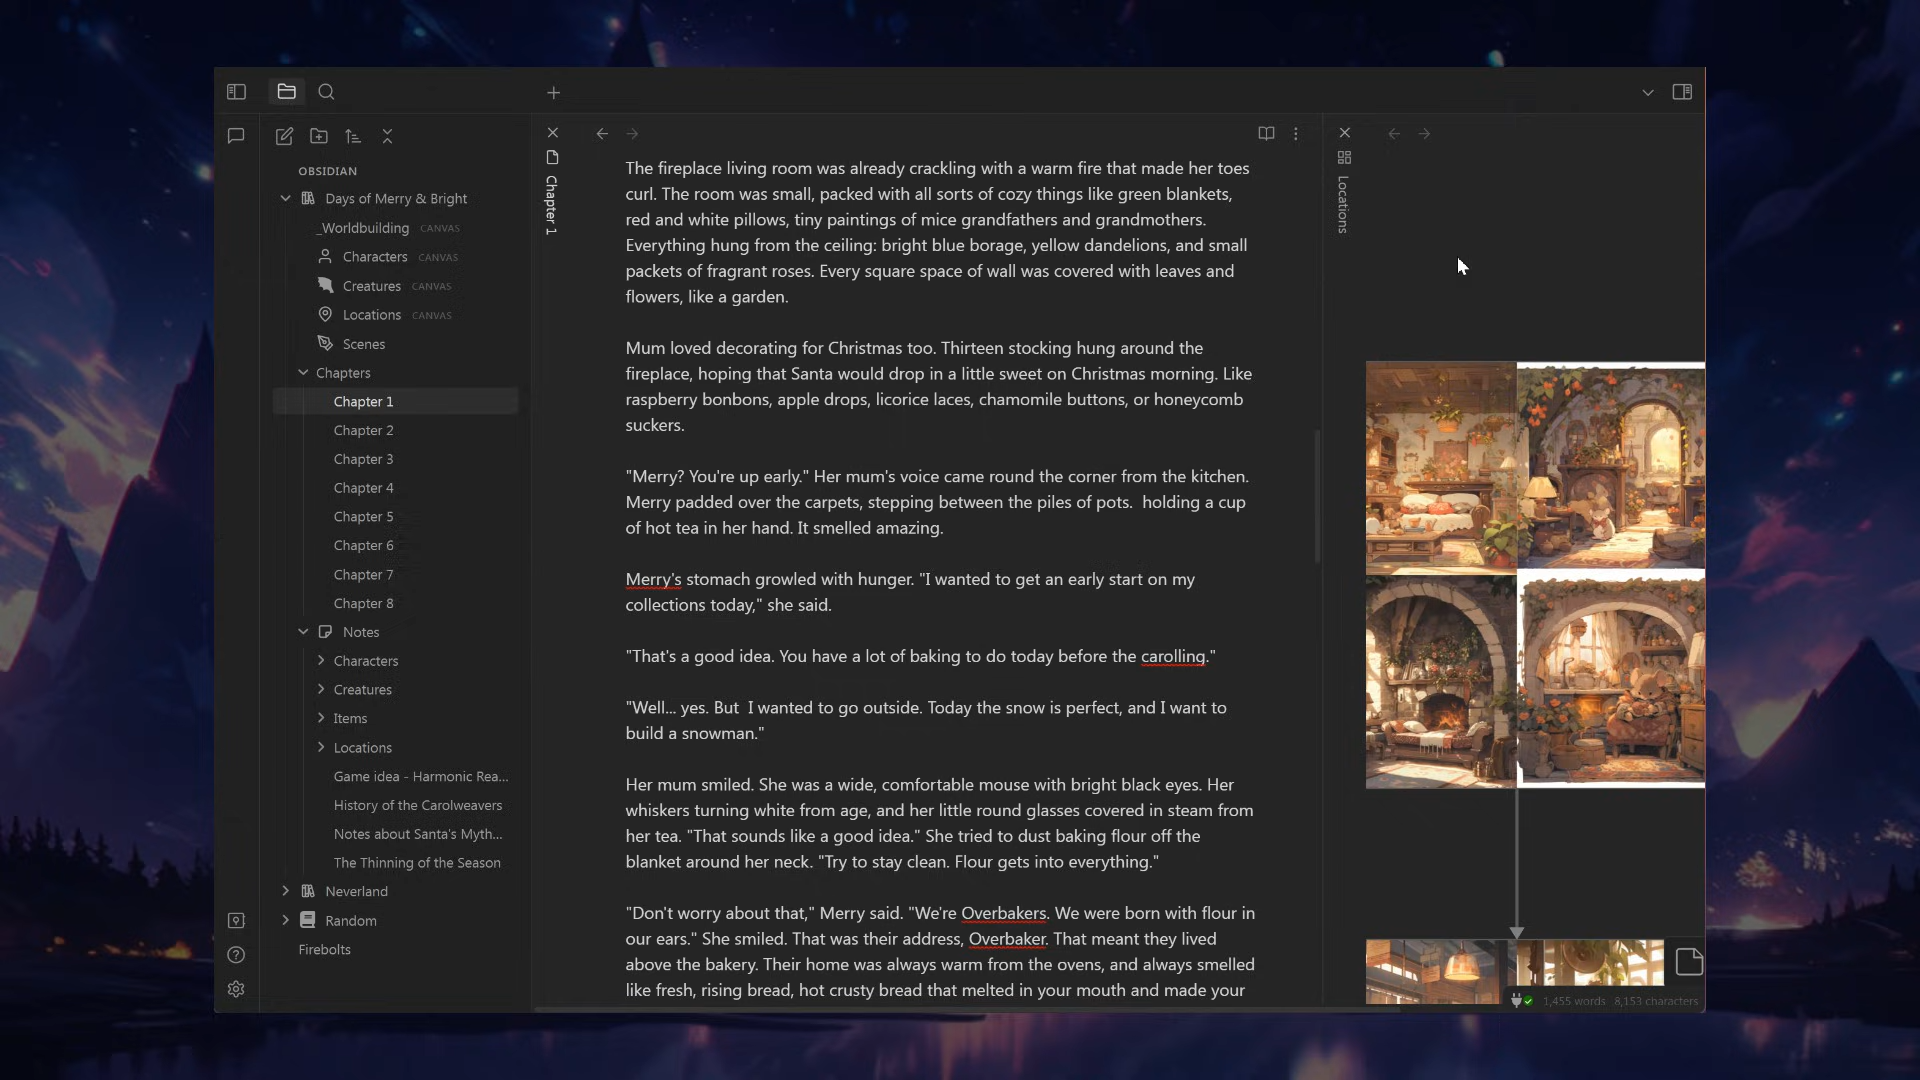 OBSIDIAN
Days of Merry & Bright
_Worldbuilding CANVAS
Characters CANVAS
Creatures CANVAS
Locations CANVAS
Scenes
Chapters
Chapter 1
Chapter 2
Chapter 3
Chapter 4
Chapter 5
Chapter 6
Chapter 7
Chapter 8
Notes
Characters
Creatures
Items
Locations
Game idea - Harmonic Rea...
History of the Carolweavers
Notes about Santa's Myth...
The Thinning of the Season
Neverland
Random
Firebolts
Chapter 1
The fireplace living room was already crackling with a warm fire that made her toes
curl. The room was small, packed with all sorts of cozy things like green blankets,
red and white pillows, tiny paintings of mice grandfathers and grandmothers.
Everything hung from the ceiling: bright blue borage, yellow dandelions, and small
packets of fragrant roses. Every square space of wall was covered with leaves and
flowers, like a garden.
Mum loved decorating for Christmas too. Thirteen stocking hung around the
fireplace, hoping that Santa would drop in a little sweet on Christmas morning. Like
raspberry bonbons, apple drops, licorice laces, chamomile buttons, or honeycomb
suckers.
"Merry? You're up early." Her mum's voice came round the corner from the kitchen.
Merry padded over the carpets, stepping between the piles of pots.  holding a cup
of hot tea in her hand. It smelled amazing.
Merry's stomach growled with hunger. "I wanted to get an early start on my
collections today," she said.
"That's a good idea. You have a lot of baking to do today before the carolling."
"Well... yes. But  I wanted to go outside. Today the snow is perfect, and I want to
build a snowman."
Her mum smiled. She was a wide, comfortable mouse with bright black eyes. Her
whiskers turning white from age, and her little round glasses covered in steam from
her tea. "That sounds like a good idea." She tried to dust baking flour off the
blanket around her neck. "Try to stay clean. Flour gets into everything."
"Don't worry about that," Merry said. "We're Overbakers. We were born with flour in
our ears." She smiled. That was their address, Overbaker. That meant they lived
above the bakery. Their home was always warm from the ovens, and always smelled
like fresh, rising bread, hot crusty bread that melted in your mouth and made your
Locations
1,455 words 8,153 characters